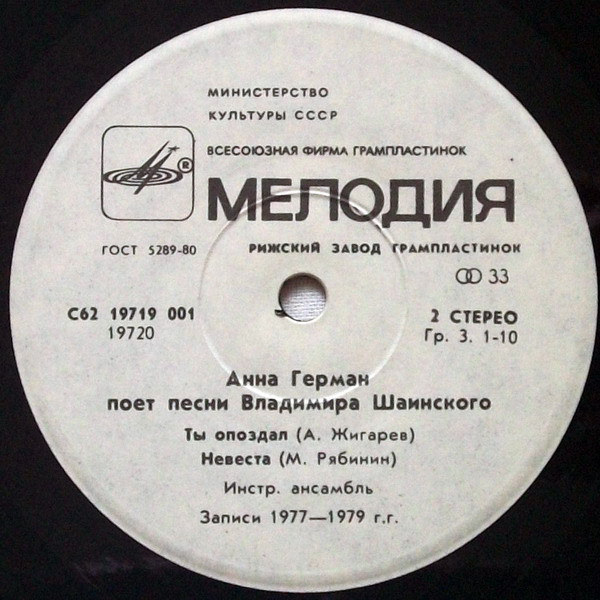 МИНИСТЕРСТВО
КУЛЬТУРЫ СССР
ВСЕСОЮЗНАЯ ФИРМА ГРАМПЛАСТИНОК
®
МЕЛОДИЯ
ГОСТ 5289-80 РИЖСКИЙ ЗАВОД ГРАМПЛАСТИНОК
33
С62 19719 001 2 СТЕРЕО
19720 Гр. 3. 1-10
Анна Герман
поет песни Владимира Шаинского
Ты опоздал (А. Жигарев)
Невеста (М. Рябинин)
Инстр. ансамбль
Записи 1977—1979 г.г.